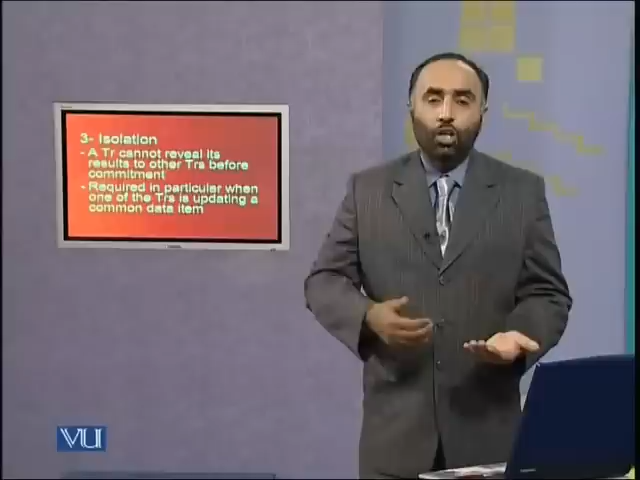 3- Isolation
- A Tr cannot reveal its
results to other Trs before
commitment
- Required in particular when
one of the Trs is updating a
common data item
VU